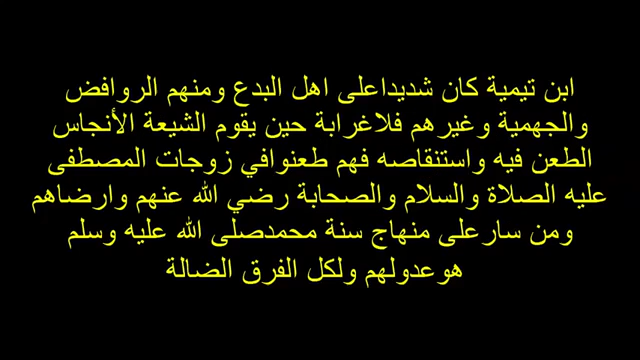 ابن تيمية كان شديداعلى اهل البدع ومنهم الروافض
والجهمية وغيرهم فلاغرابة حين يقوم الشيعة الأنجاس
الطعن فيه واستنقاصه فهم طعنوافي زوجات المصطفى
عليه الصلاة والسلام والصحابة رضي الله عنهم وارضاهم
ومن سارعلى منهاج سنة محمدصلى الله عليه وسلم
هوعدولهم ولكل الفرق الضالة